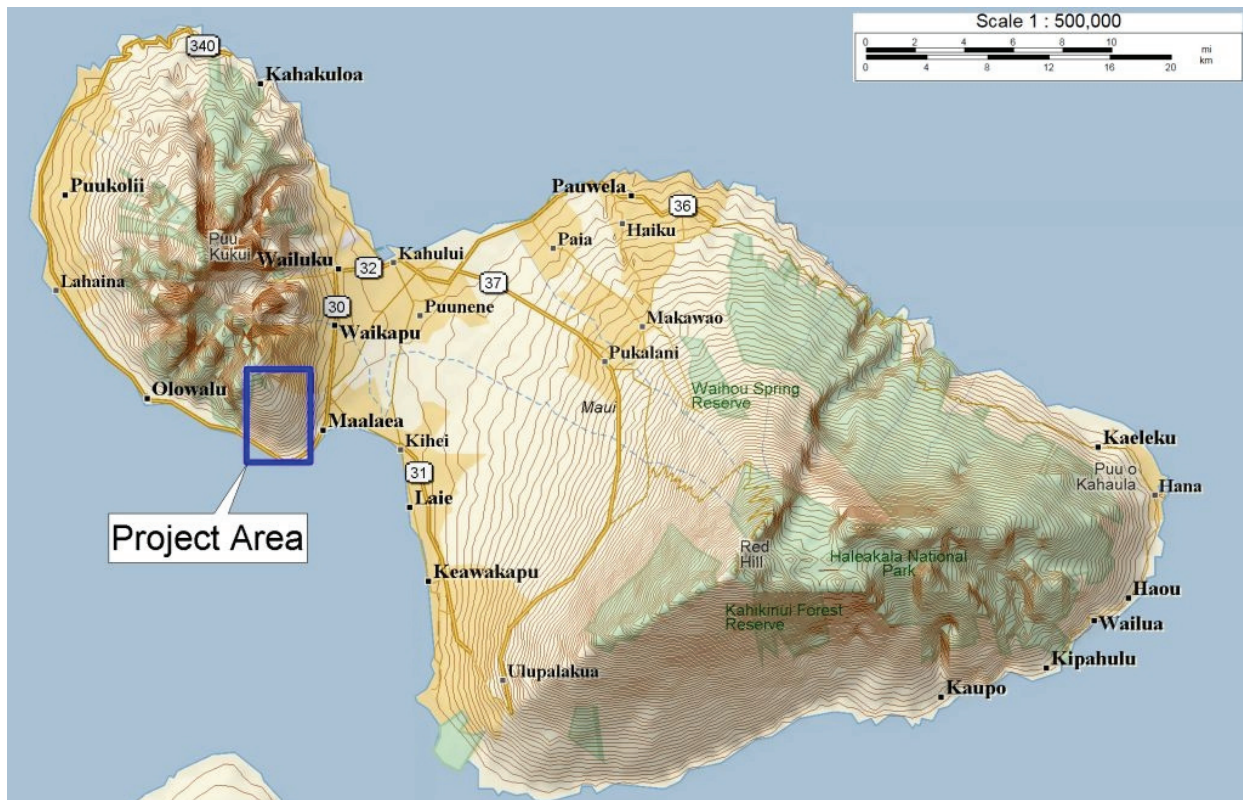 Scale 1 : 500,000
0 2 4 6 8 10 mi
0 4 8 12 16 20 km
340
Kahakuloa
Puukolii
Pauwela
36
Haiku
Paia
Puu
Kukui
Wailuku
32
Kahului
37
Lahaina
30
Puunene
Waikapu
Makawao
Pukalani
Olowalu
Waihou Spring
Reserve
Maui
Maalaea
Kihei
Kaeleku
31
Puu o
Kahaula
Hana
Laie
Project Area
Red
Hill
Haleakala National
Park
Keawakapu
Haou
Kahikinui Forest
Reserve
Wailua
Kipahulu
Ulupalakua
Kaupo